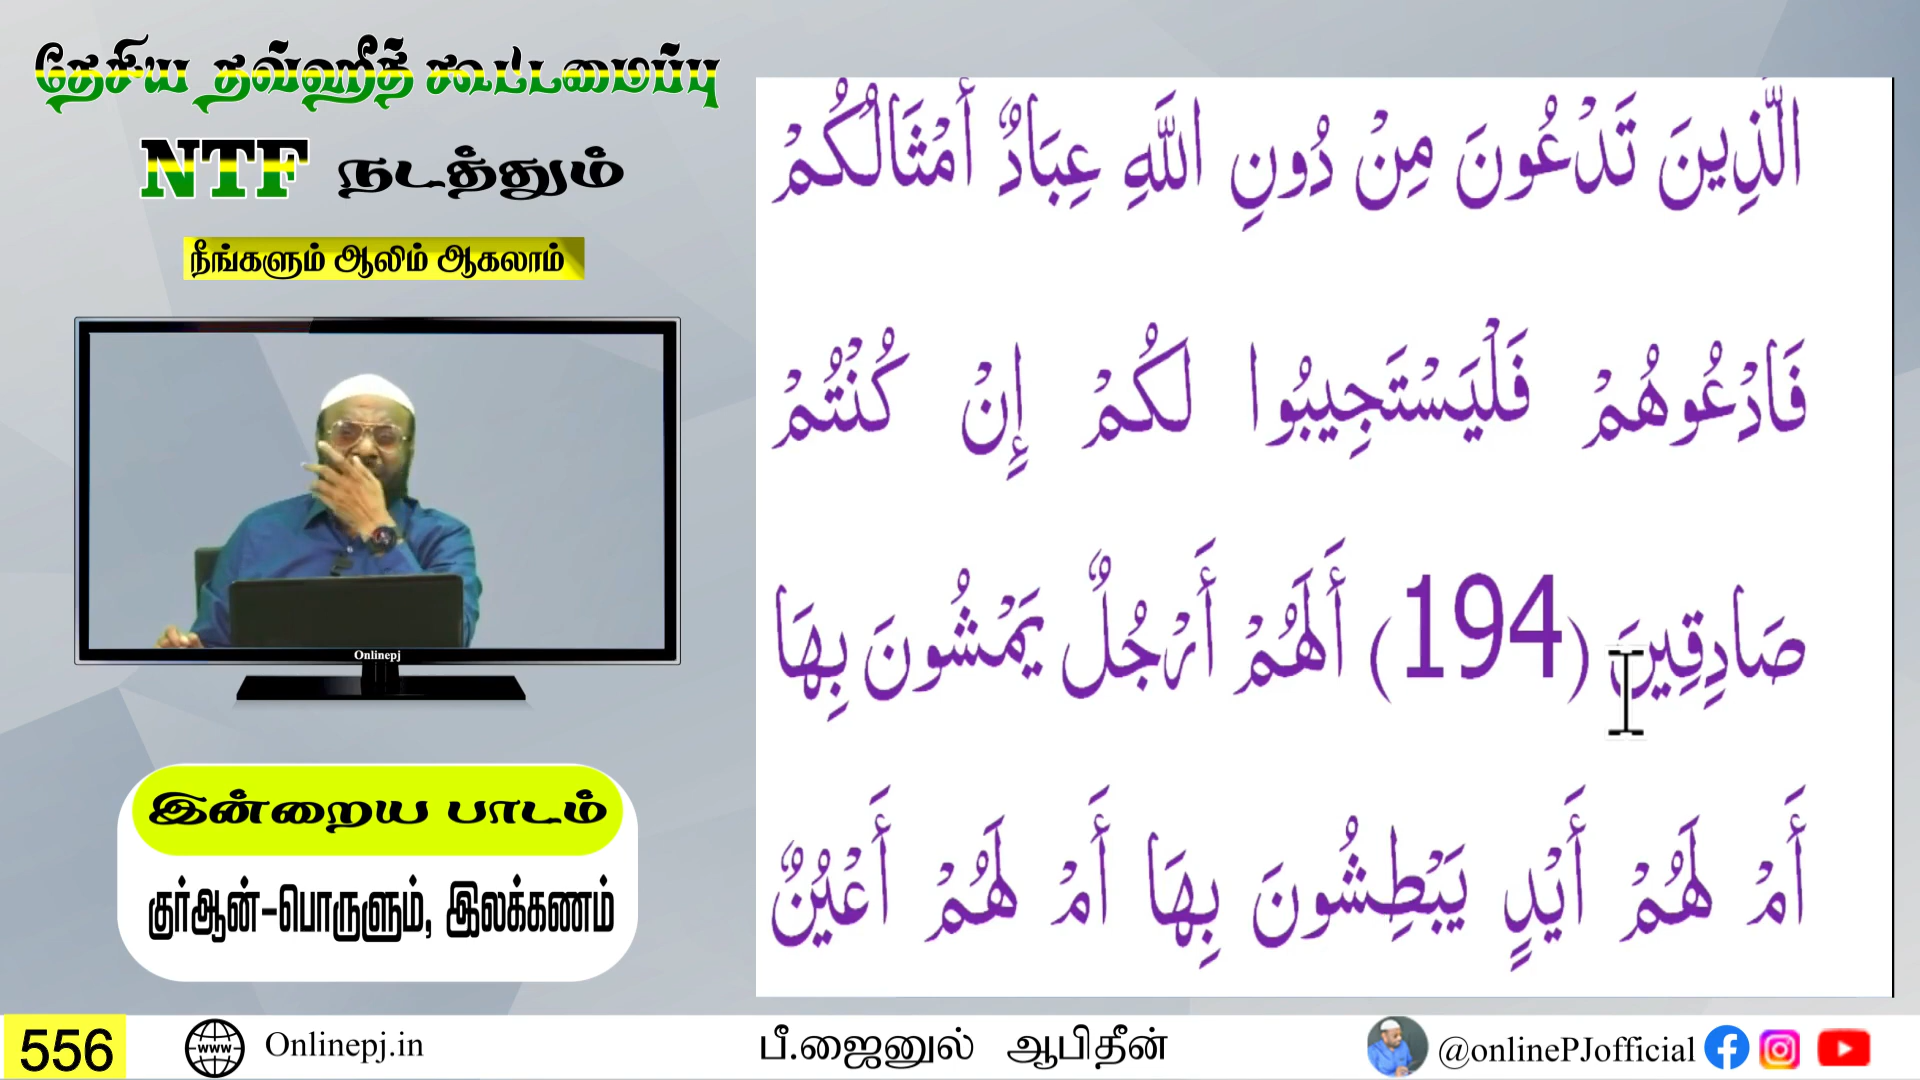 தேசிய தவ்ஹீத் கூட்டமைப்பு
NTF நடத்தும்
நீங்களும் ஆலிம் ஆகலாம்
Onlinepj
இன்றைய பாடம்
குர்ஆன்-பொருளும், இலக்கணம்
الَّذِينَ تَدْعُونَ مِنْ دُونِ اللَّهِ عِبَادٌ أَمْثَالُكُمْ
فَادْعُوهُمْ فَلْيَسْتَجِيبُوا لَكُمْ إِنْ كُنْتُمْ
صَادِقِينَ (194) أَلَهُمْ أَرْجُلٌ يَمْشُونَ بِهَا
أَمْ لَهُمْ أَيْدٍ يَبْطِشُونَ بِهَا أَمْ لَهُمْ أَعْيُنٌ
556 www Onlinepj.in பீ.ஜைனுல் ஆபிதீன் @onlinePJofficial